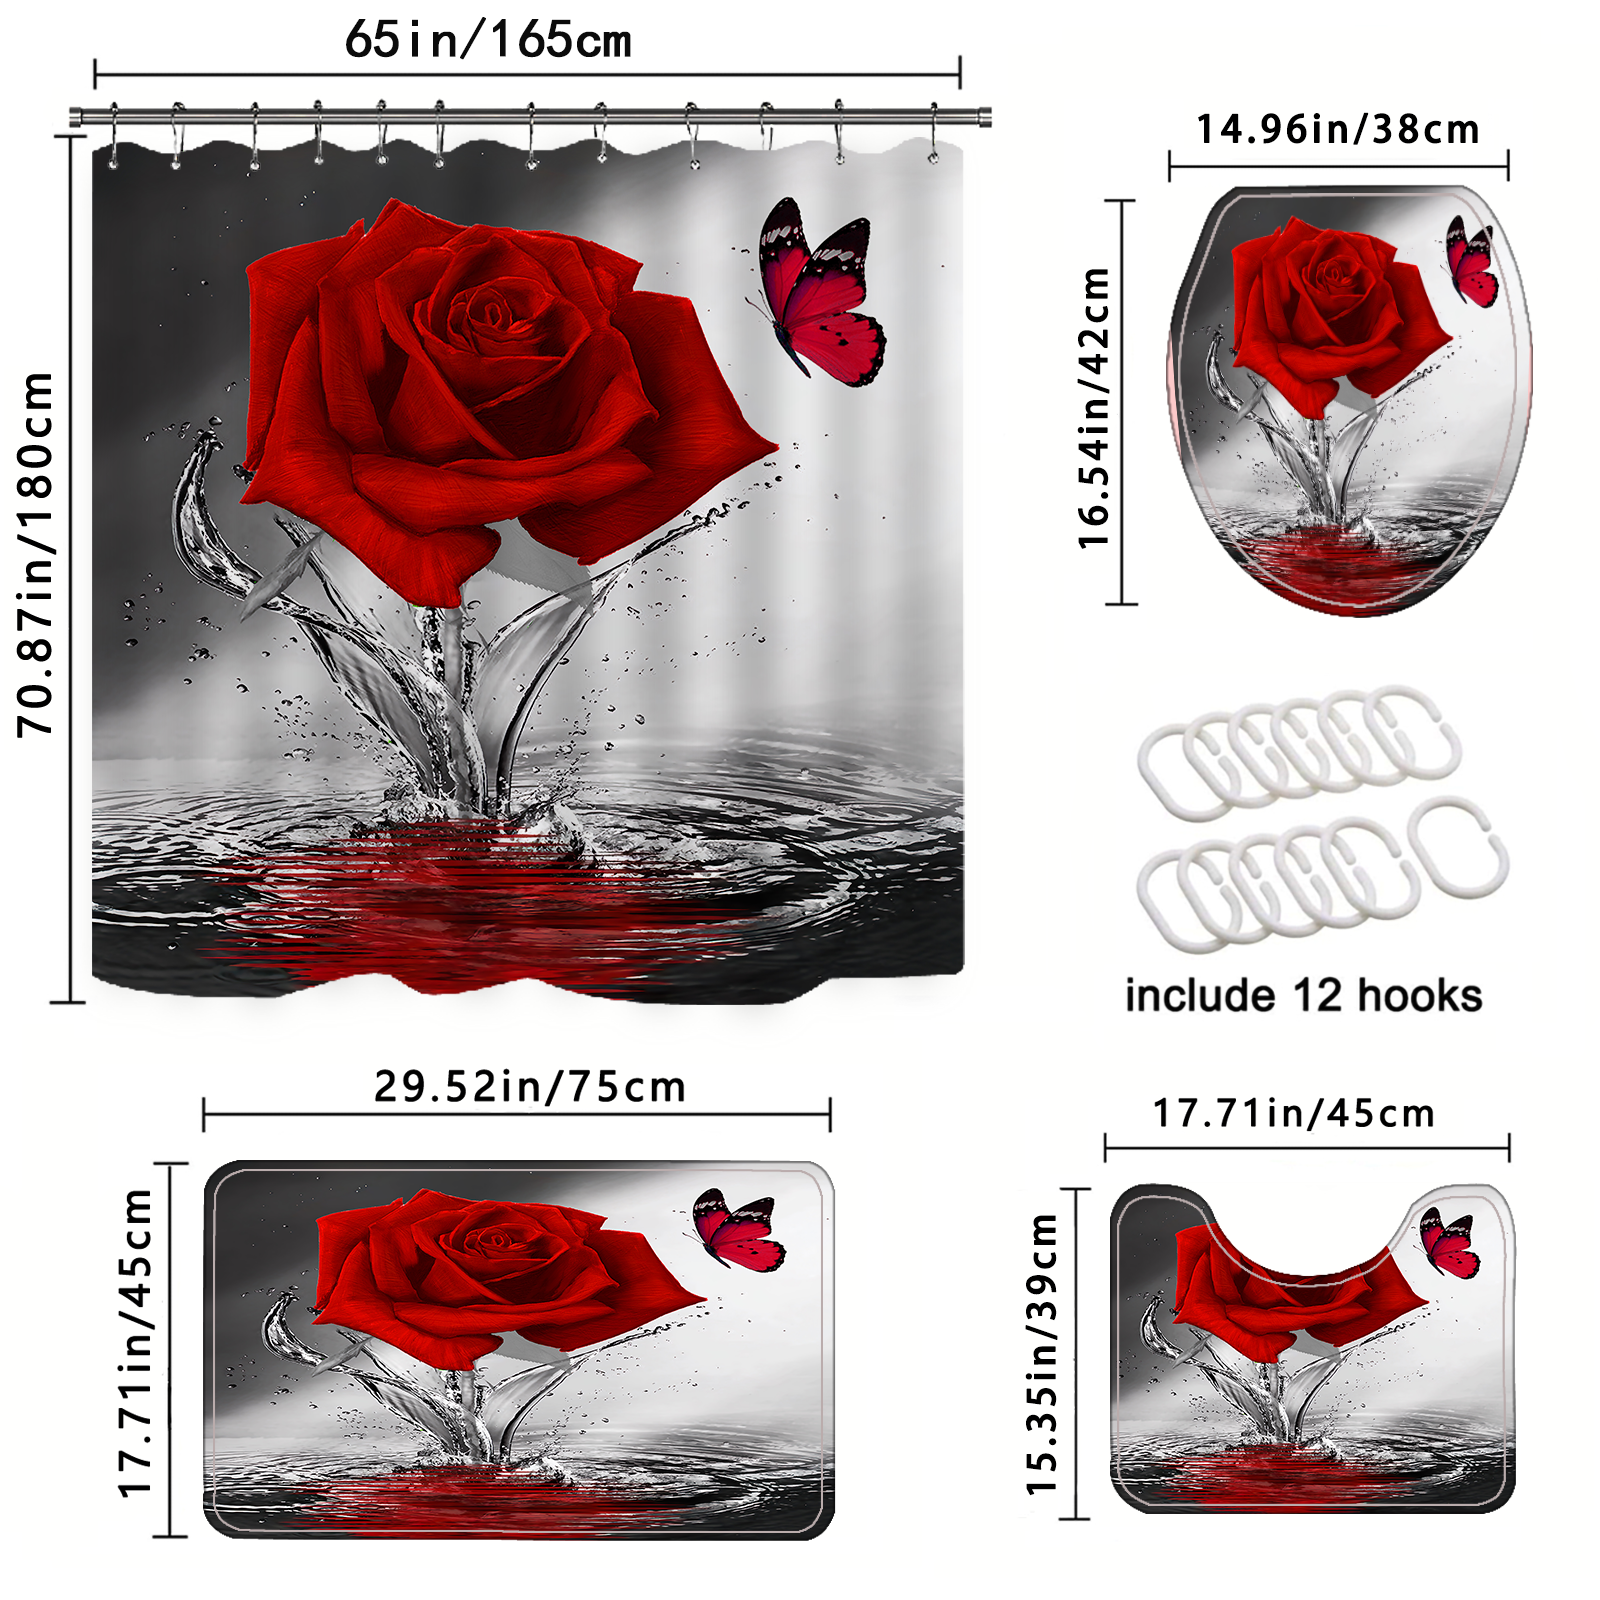 65in/165cm
70.87in/180cm
14.96in/38cm
16.54in/42cm
include 12 hooks
29.52in/75cm
17.71in/45cm
17.71in/45cm
15.35in/39cm